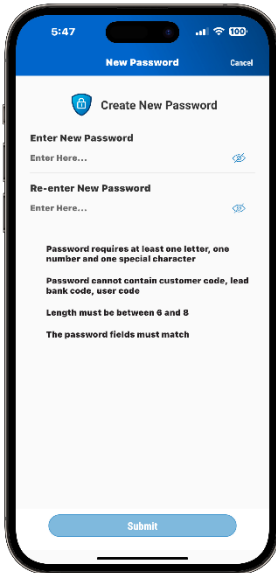 5:47
100
New Password
Cancel
Create New Password
Enter New Password
Enter Here...
Re-enter New Password
Enter Here...
Password requires at least one letter, one
number and one special character
Password cannot contain customer code, lead
bank code, user code
Length must be between 6 and 8
The password fields must match
Submit